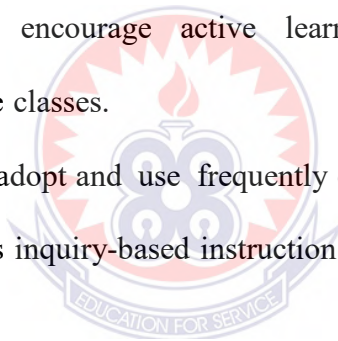 encourage active learn
e classes.
adopt and use frequently
s inquiry-based instruction
EDUCATION FOR SERVICE